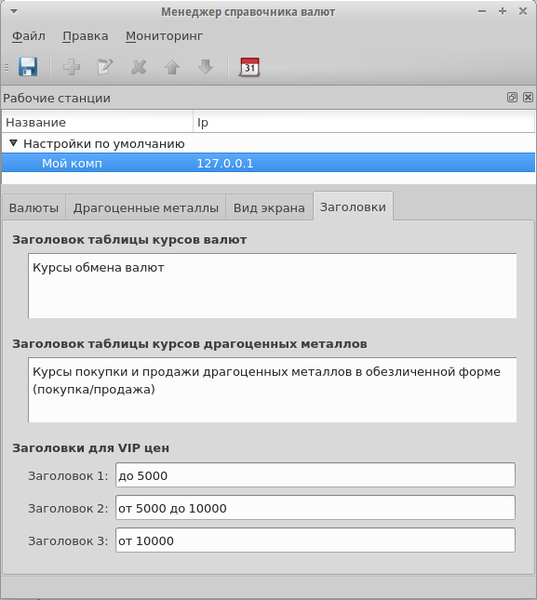 Менеджер справочника валют
Файл Правка Мониторинг
31
Рабочие станции
Название Ip
Настройки по умолчанию
Мой комп 127.0.0.1
Валюты Драгоценные металлы Вид экрана Заголовки
Заголовок таблицы курсов валют
Курсы обмена валют
Заголовок таблицы курсов драгоценных металлов
Курсы покупки и продажи драгоценных металлов в обезличенной форме
(покупка/продажа)
Заголовки для VIP цен
Заголовок 1: до 5000
Заголовок 2: от 5000 до 10000
Заголовок 3: от 10000